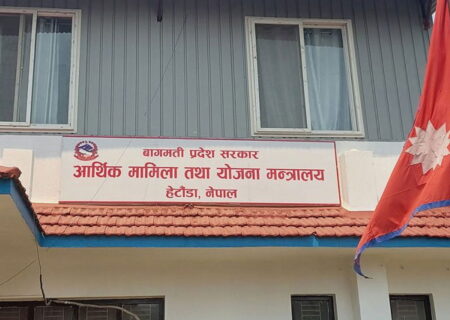 बागमती प्रदेश सरकार
आर्थिक मामिला तथा योजना मन्त्रालय
हेटौंडा, नेपाल